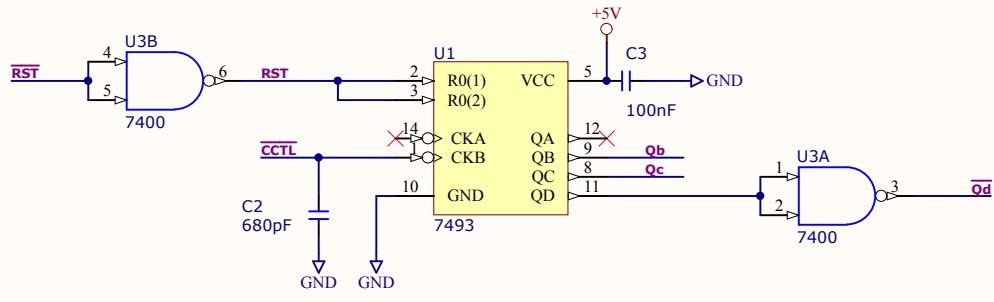 +5V
U3B
U1
C3
RST
4
5
6
RST
2
3
R0(1)
R0(2)
VCC
5
GND
100nF
7400
14
CKA
QA
12
CCTL
1
CKB
QB
9
Qb
QC
8
Qc
U3A
10
GND
QD
11
1
2
3
Qd
C2
680pF
7493
7400
GND
GND